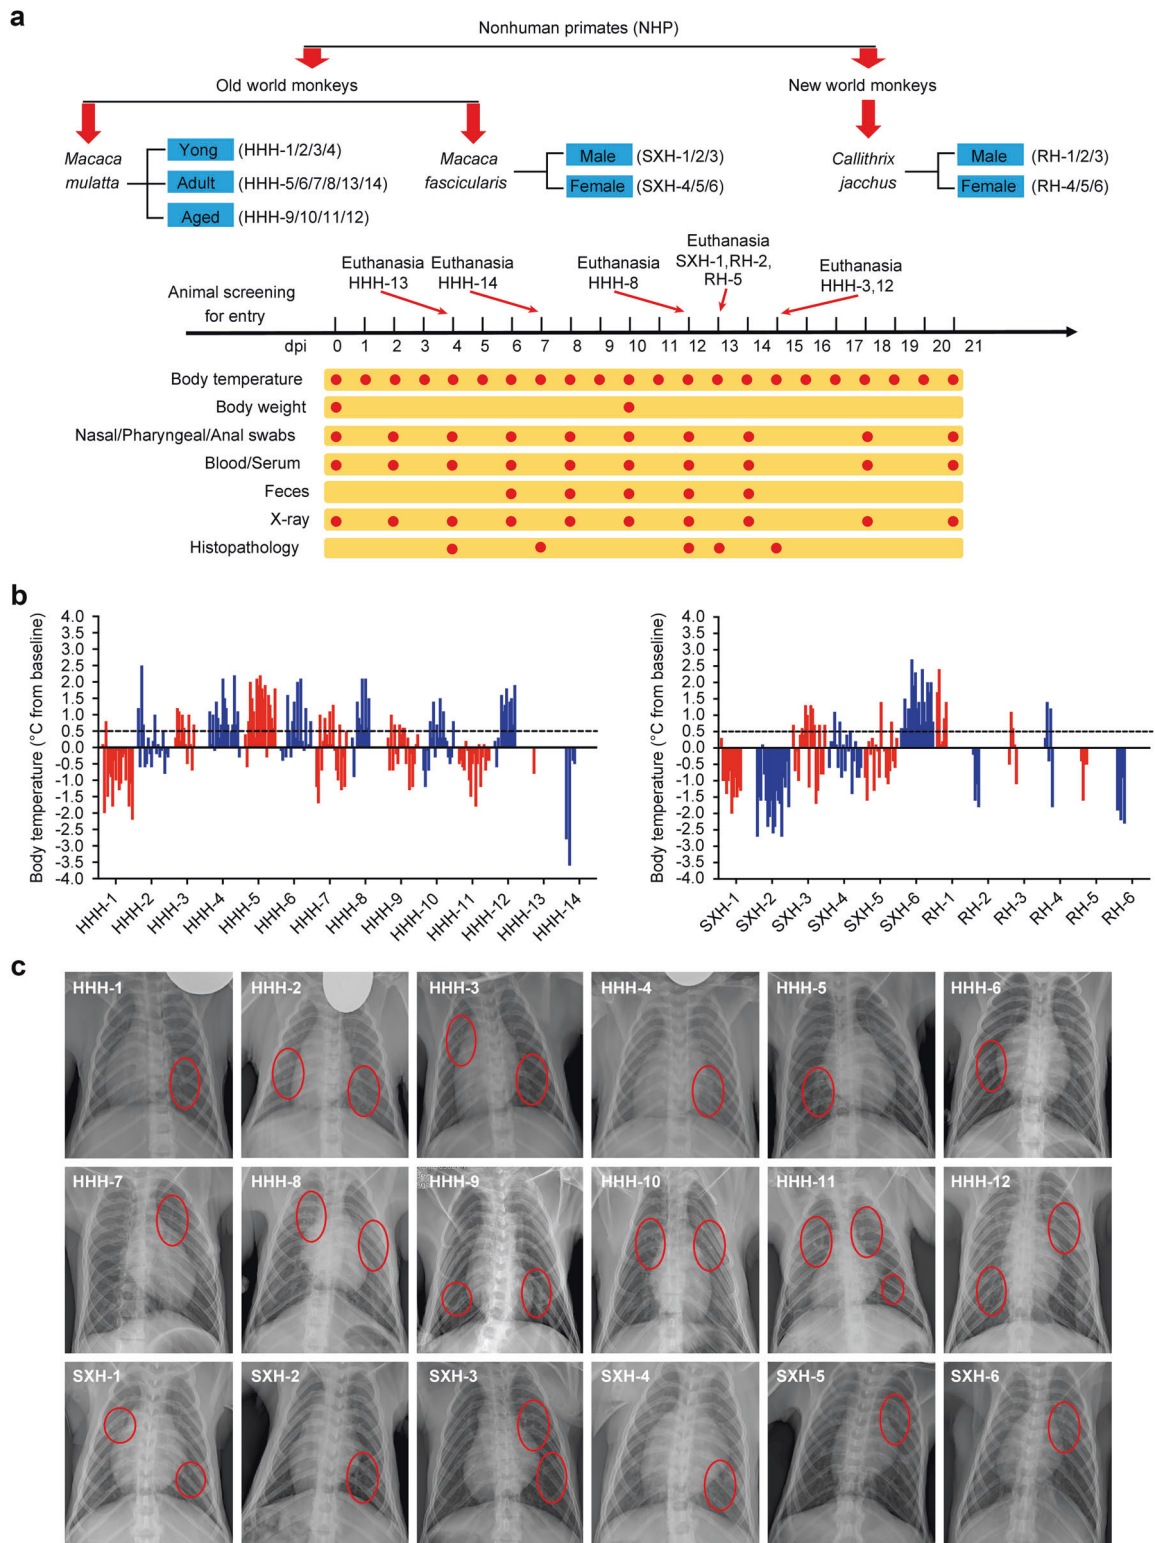 a
Nonhuman primates (NHP)
Old world monkeys
New world monkeys
Macaca mulatta
Yong (HHH-1/2/3/4)
Adult (HHH-5/6/7/8/13/14)
Aged (HHH-9/10/11/12)
Macaca fascicularis
Male (SXH-1/2/3)
Female (SXH-4/5/6)
Callithrix jacchus
Male (RH-1/2/3)
Female (RH-4/5/6)
Animal screening
for entry
Euthanasia
HHH-13
Euthanasia
HHH-14
Euthanasia
HHH-8
Euthanasia
SXH-1,RH-2,
RH-5
Euthanasia
HHH-3,12
dpi 0 1 2 3 4 5 6 7 8 9 10 11 12 13 14 15 16 17 18 19 20 21
Body temperature
Body weight
Nasal/Pharyngeal/Anal swabs
Blood/Serum
Feces
X-ray
Histopathology
b
Body temperature (°C from baseline)
4.0
3.5
3.0
2.5
2.0
1.5
1.0
0.5
0.0
-0.5
-1.0
-1.5
-2.0
-2.5
-3.0
-3.5
-4.0
HHH-1 HHH-2 HHH-3 HHH-4 HHH-5 HHH-6 HHH-7 HHH-8 HHH-9 HHH-10 HHH-11 HHH-12 HHH-13 HHH-14
Body temperature (°C from baseline)
4.0
3.5
3.0
2.5
2.0
1.5
1.0
0.5
0.0
-0.5
-1.0
-1.5
-2.0
-2.5
-3.0
-3.5
-4.0
SXH-1 SXH-2 SXH-3 SXH-4 SXH-5 SXH-6 RH-1 RH-2 RH-3 RH-4 RH-5 RH-6
c
HHH-1 HHH-2 HHH-3 HHH-4 HHH-5 HHH-6
HHH-7 HHH-8 HHH-9 HHH-10 HHH-11 HHH-12
SXH-1 SXH-2 SXH-3 SXH-4 SXH-5 SXH-6